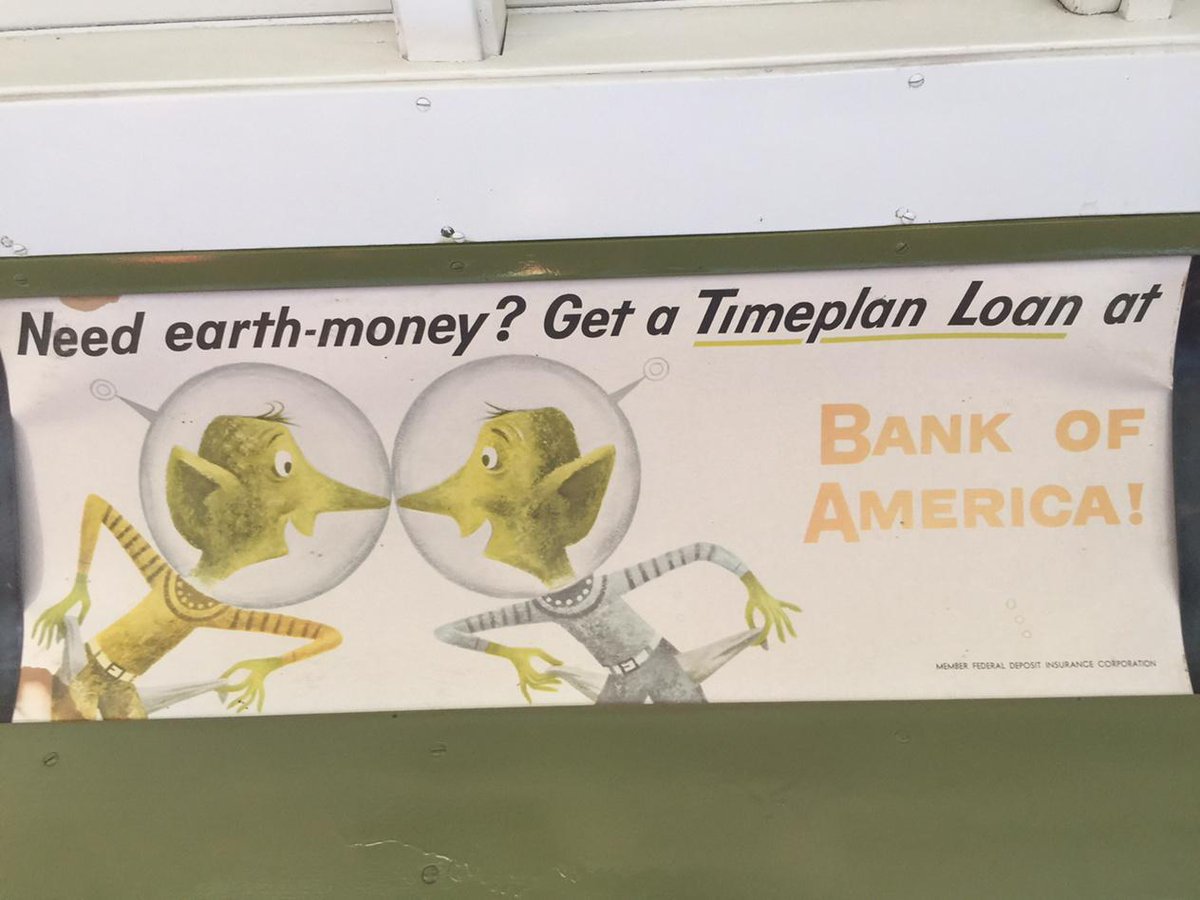 Need earth-money? Get a Timeplan Loan at
BANK OF
AMERICA!
MEMBER FEDERAL DEPOSIT INSURANCE CORPORATION